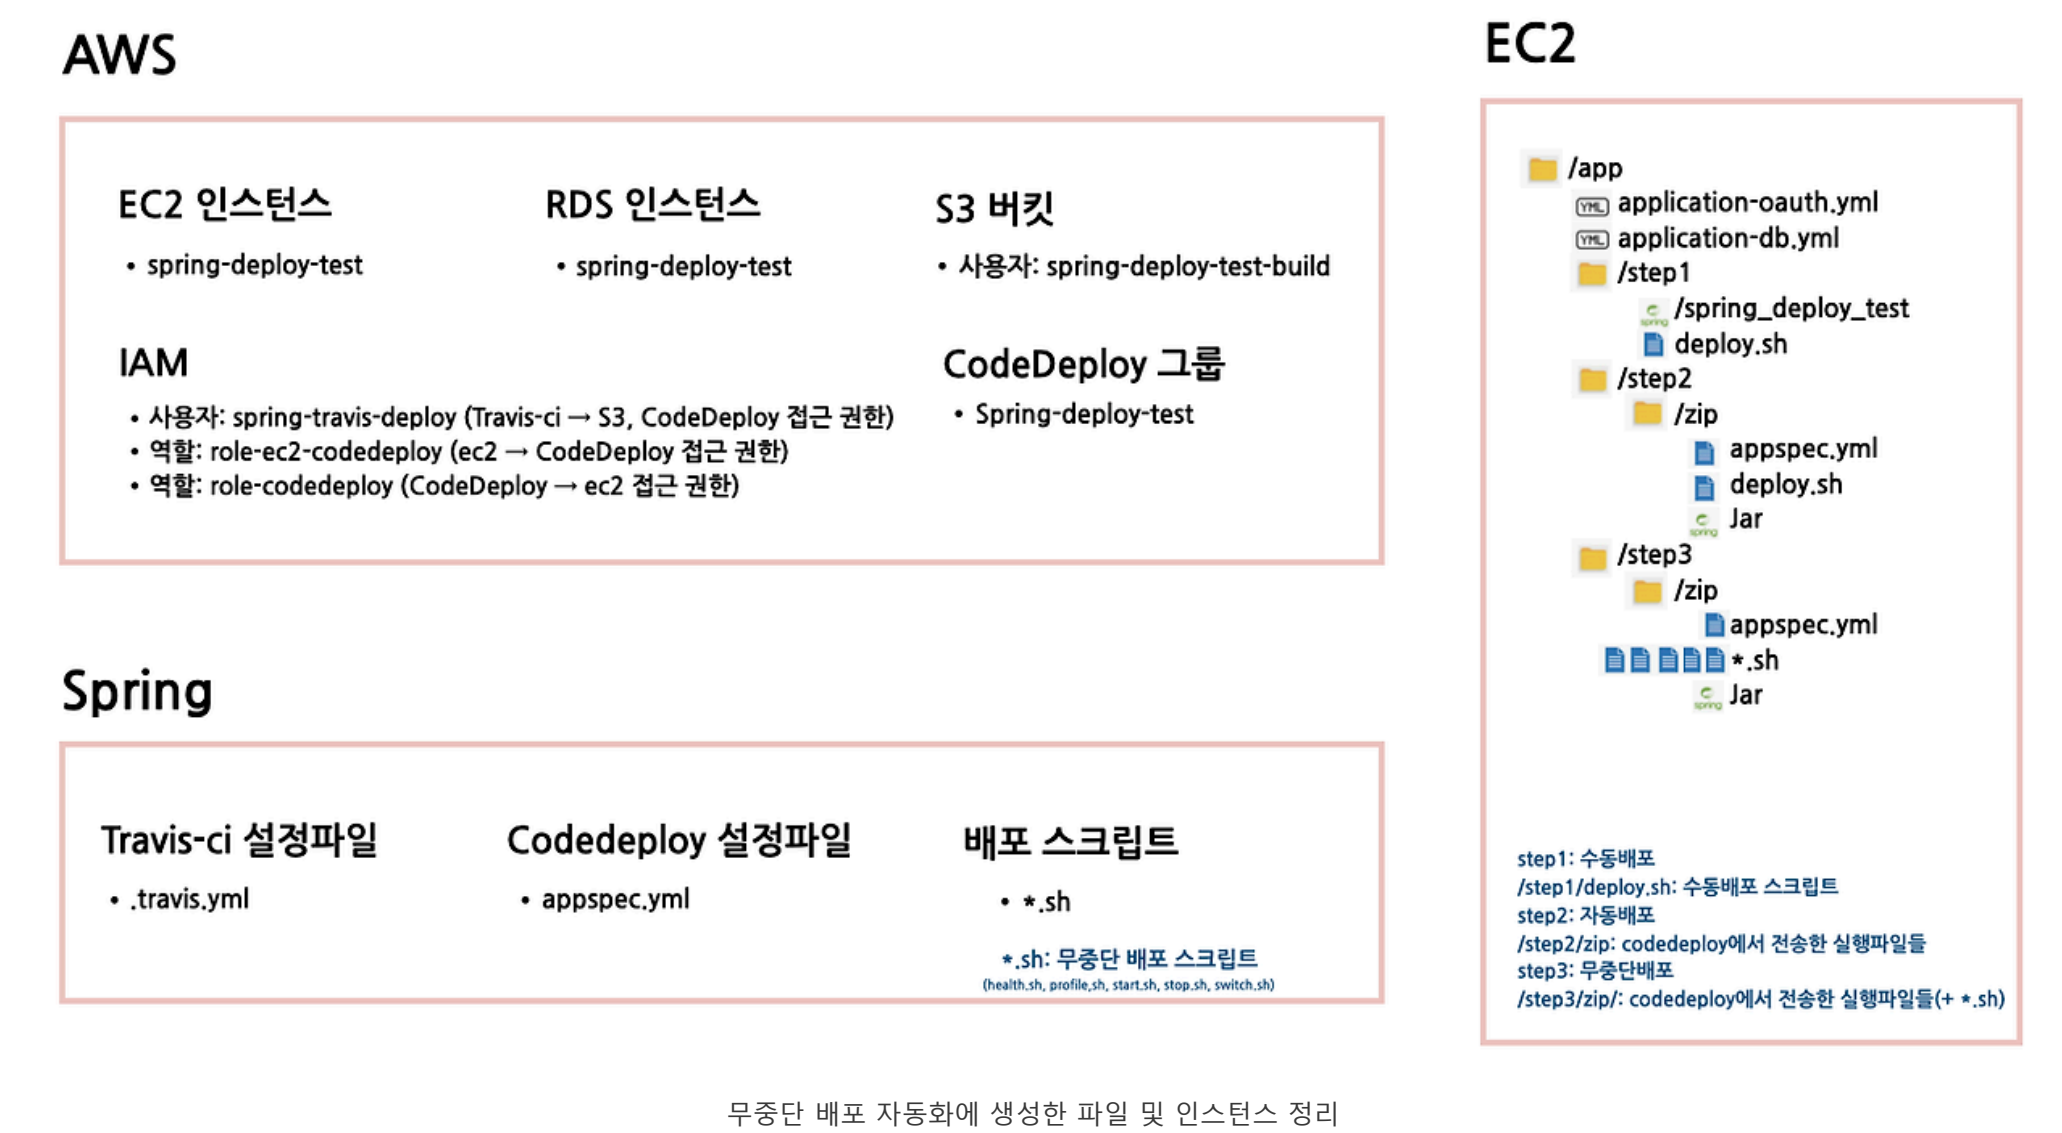 AWS
EC2 인스턴스
• spring-deploy-test
RDS 인스턴스
• spring-deploy-test
S3 버킷
• 사용자: spring-deploy-test-build
IAM
• 사용자: spring-travis-deploy (Travis-ci → S3, CodeDeploy 접근 권한)
• 역할: role-ec2-codedeploy (ec2 → CodeDeploy 접근 권한)
• 역할: role-codedeploy (CodeDeploy → ec2 접근 권한)
CodeDeploy 그룹
• Spring-deploy-test
Spring
Travis-ci 설정파일
• .travis.yml
Codedeploy 설정파일
• appspec.yml
배포 스크립트
• *.sh
*.sh: 무중단 배포 스크립트
(health.sh, profile.sh, start.sh, stop.sh, switch.sh)
EC2
/app
YML application-oauth.yml
YML application-db.yml
/step1
spring /spring_deploy_test
deploy.sh
/step2
/zip
appspec.yml
deploy.sh
spring Jar
/step3
/zip
appspec.yml
*.sh
spring Jar
step1: 수동배포
/step1/deploy.sh: 수동배포 스크립트
step2: 자동배포
/step2/zip: codedeploy에서 전송한 실행파일들
step3: 무중단배포
/step3/zip/: codedeploy에서 전송한 실행파일들(+ *.sh)
무중단 배포 자동화에 생성한 파일 및 인스턴스 정리